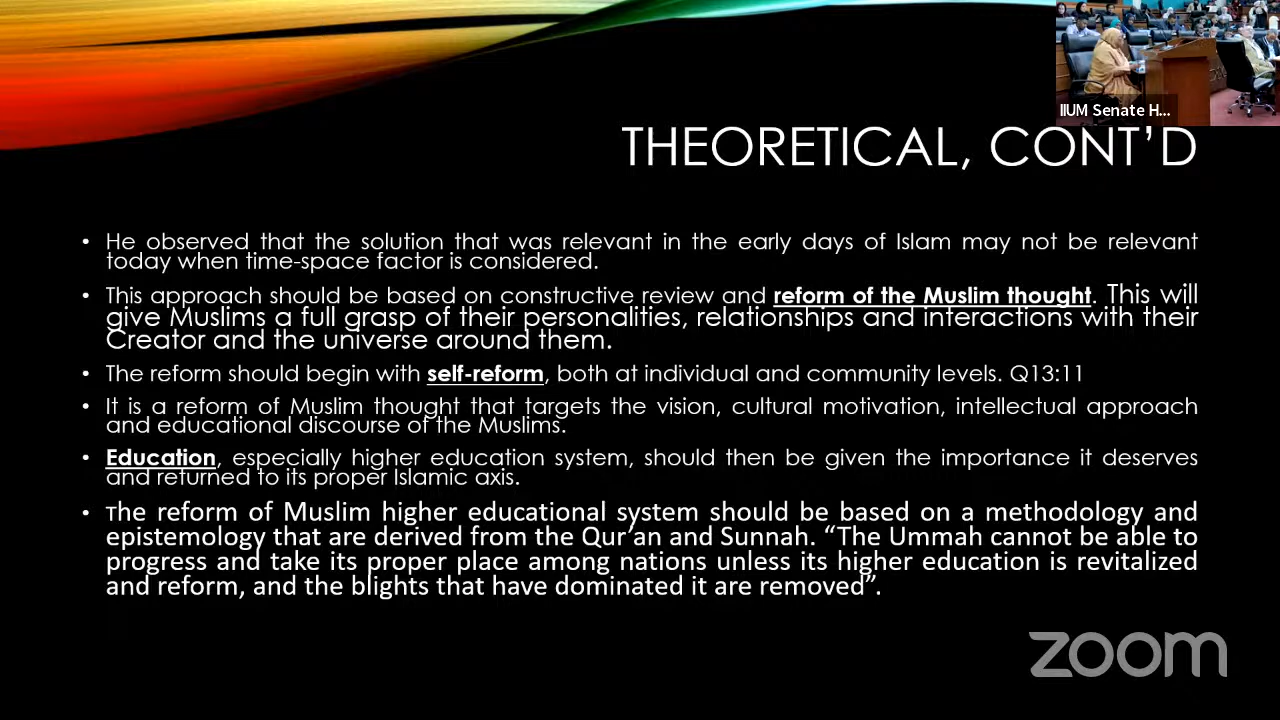 IIUM Senate H...
THEORETICAL, CONT'D
• He observed that the solution that was relevant in the early days of Islam may not be relevant
today when time-space factor is considered.
• This approach should be based on constructive review and reform of the Muslim thought. This will
give Muslims a full grasp of their personalities, relationships and interactions with their
Creator and the universe around them.
• The reform should begin with self-reform, both at individual and community levels. Q13:11
• It is a reform of Muslim thought that targets the vision, cultural motivation, intellectual approach
and educational discourse of the Muslims.
• Education, especially higher education system, should then be given the importance it deserves
and returned to its proper Islamic axis.
• The reform of Muslim higher educational system should be based on a methodology and
epistemology that are derived from the Qur'an and Sunnah. “The Ummah cannot be able to
progress and take its proper place among nations unless its higher education is revitalized
and reform, and the blights that have dominated it are removed”.
zoom